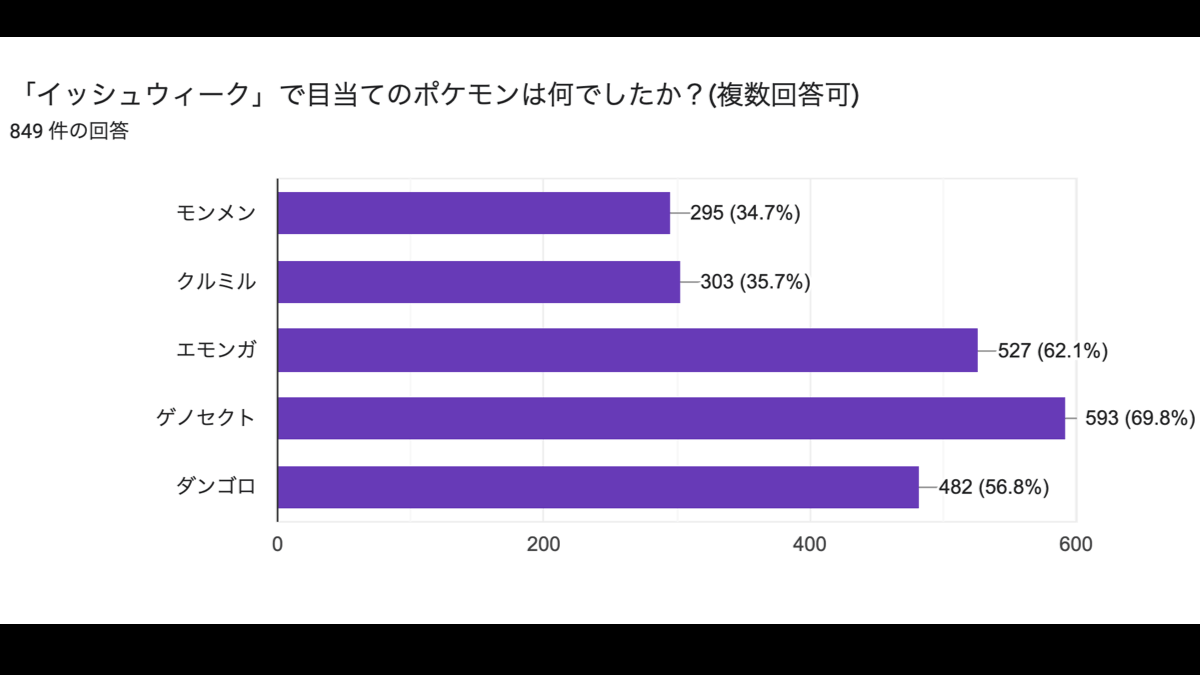 「イッシュウィーク」で目当てのポケモンは何でしたか？(複数回答可)
849 件の回答
モンメン 295 (34.7%)
クルミル 303 (35.7%)
エモンガ 527 (62.1%)
ゲノセクト 593 (69.8%)
ダンゴロ 482 (56.8%)
0 200 400 600